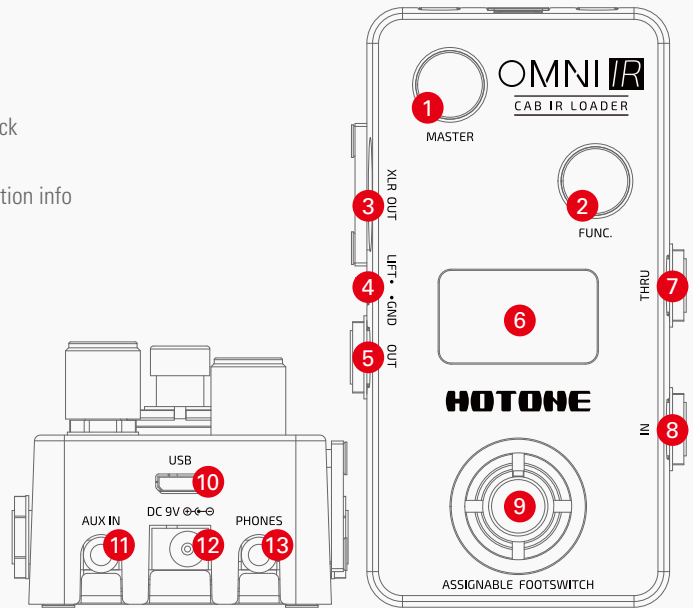 ck
tion info
OMNI IR
CAB IR LOADER
1
MASTER
2
FUNC.
XLR OUT
3
LIFT• •GND
4
OUT
5
6
THRU
7
HOTONE
IN
8
9
ASSIGNABLE FOOTSWITCH
USB
10
AUX IN
DC 9V
PHONES
11
12
13